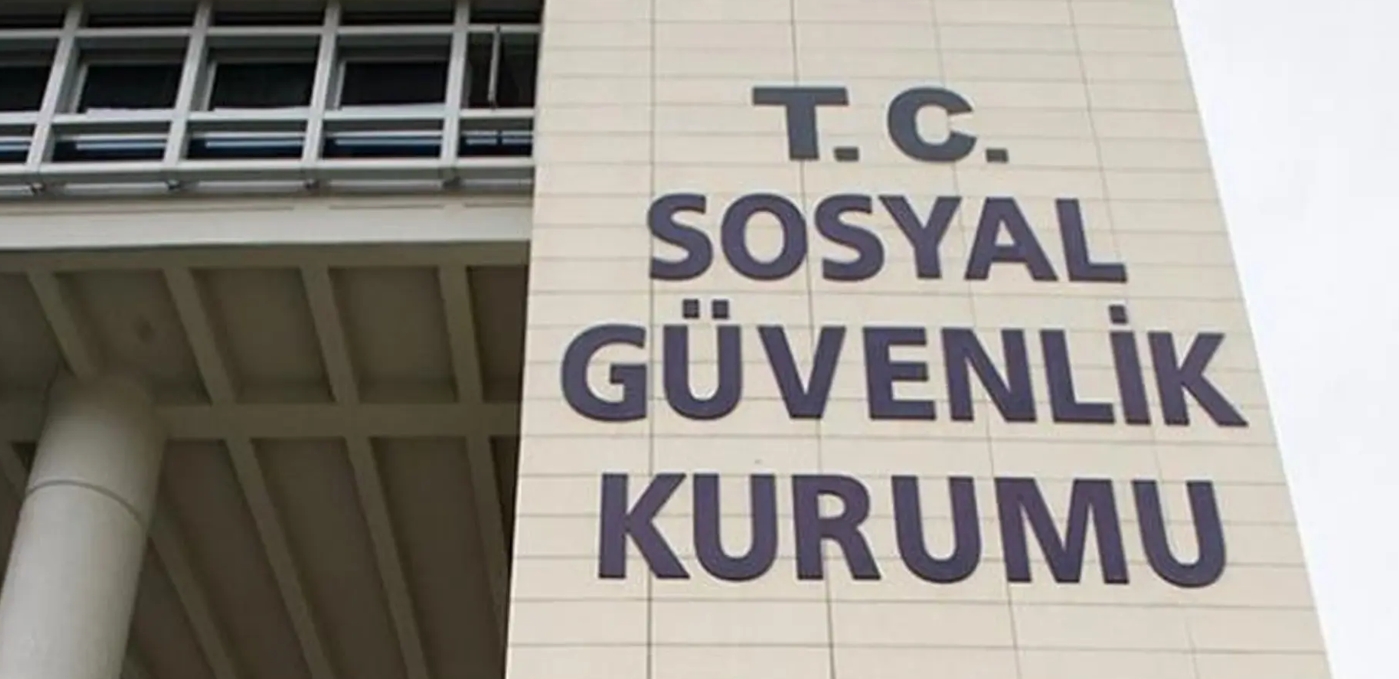 T.C.
SOSYAL
GÜVENLİK
KURUMU